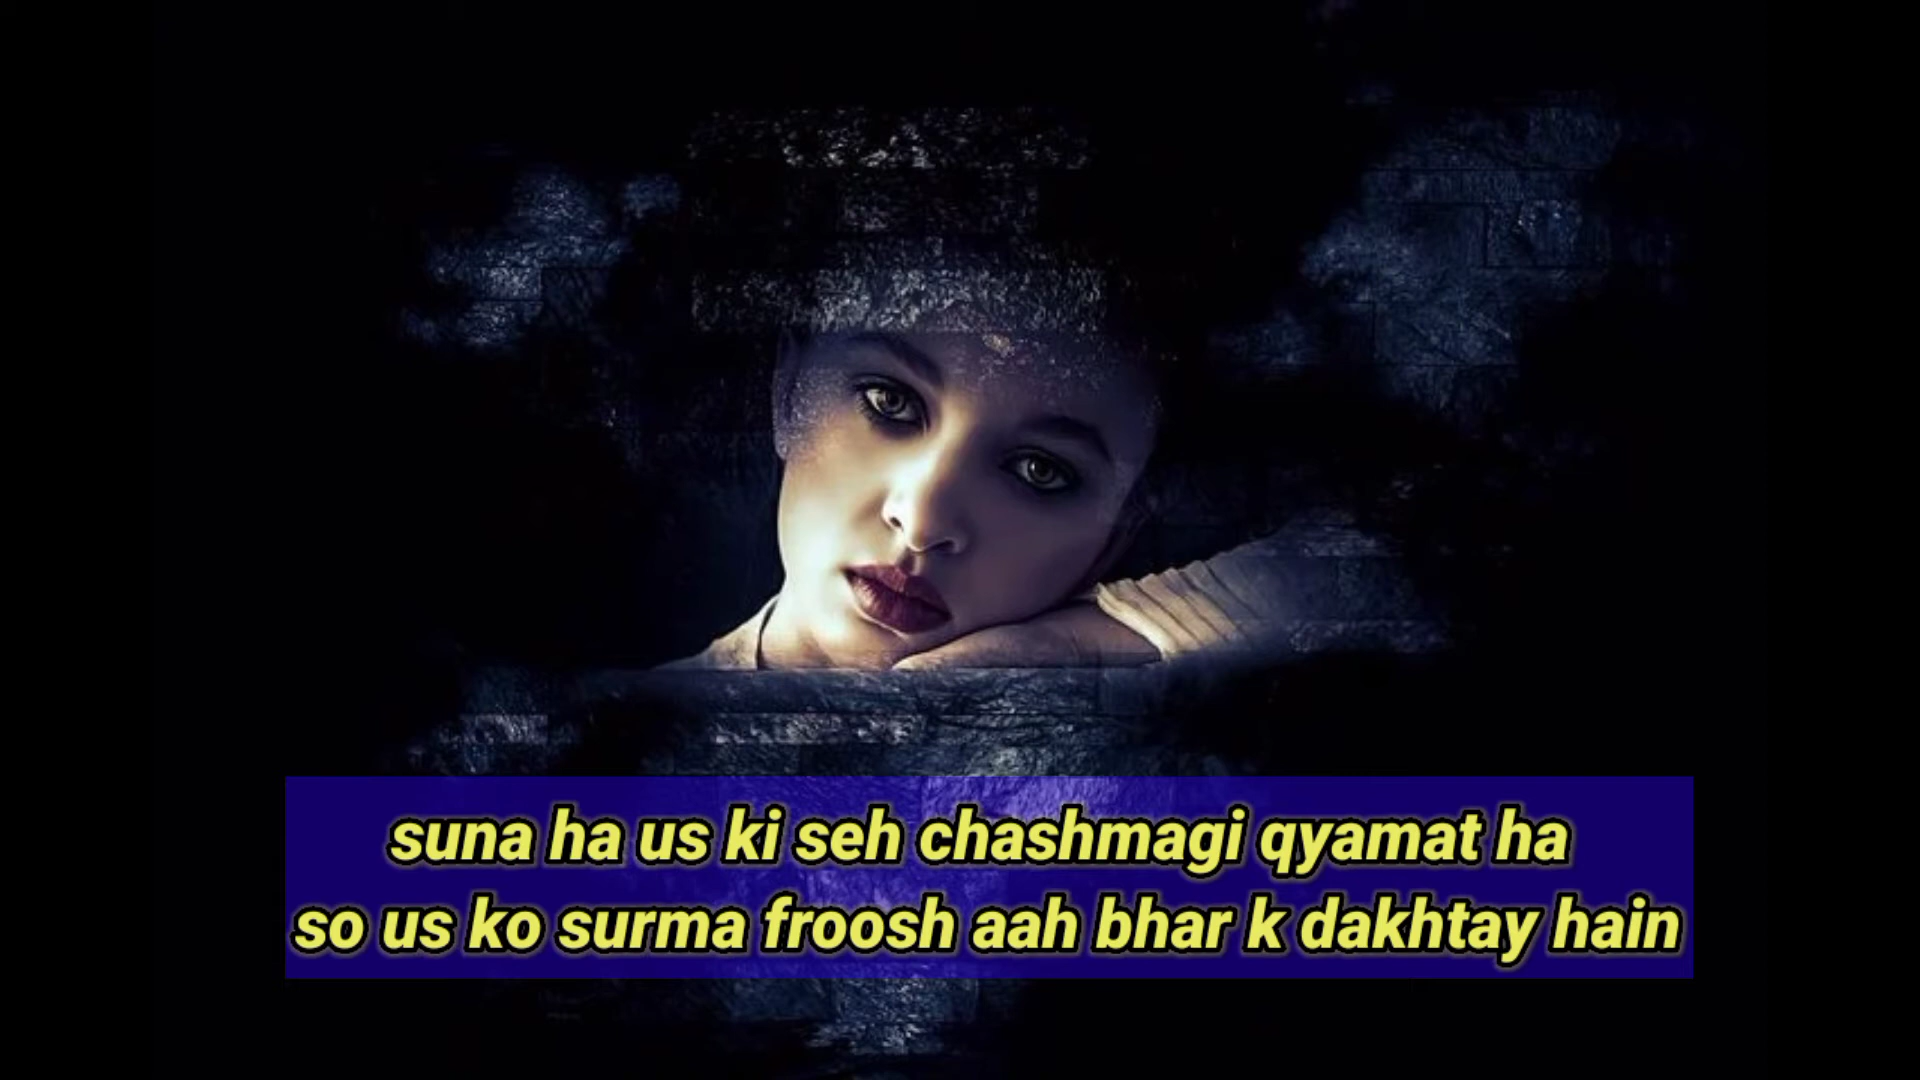 suna ha us ki seh chashmagi qyamat ha
so us ko surma froosh aah bhar k dakhtay hain